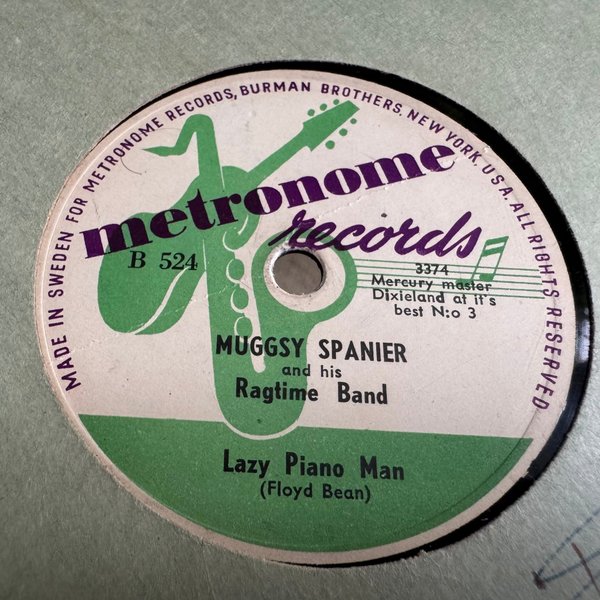 MADE IN SWEDEN FOR METRONOME RECORDS, BURMAN BROTHERS, NEW YORK, U.S.A. ALL RIGHTS RESERVED
metronome
records
B 524
3374
Mercury master
Dixieland at it's
best N:o 3
MUGGSY SPANIER
and his
Ragtime Band
Lazy Piano Man
(Floyd Bean)